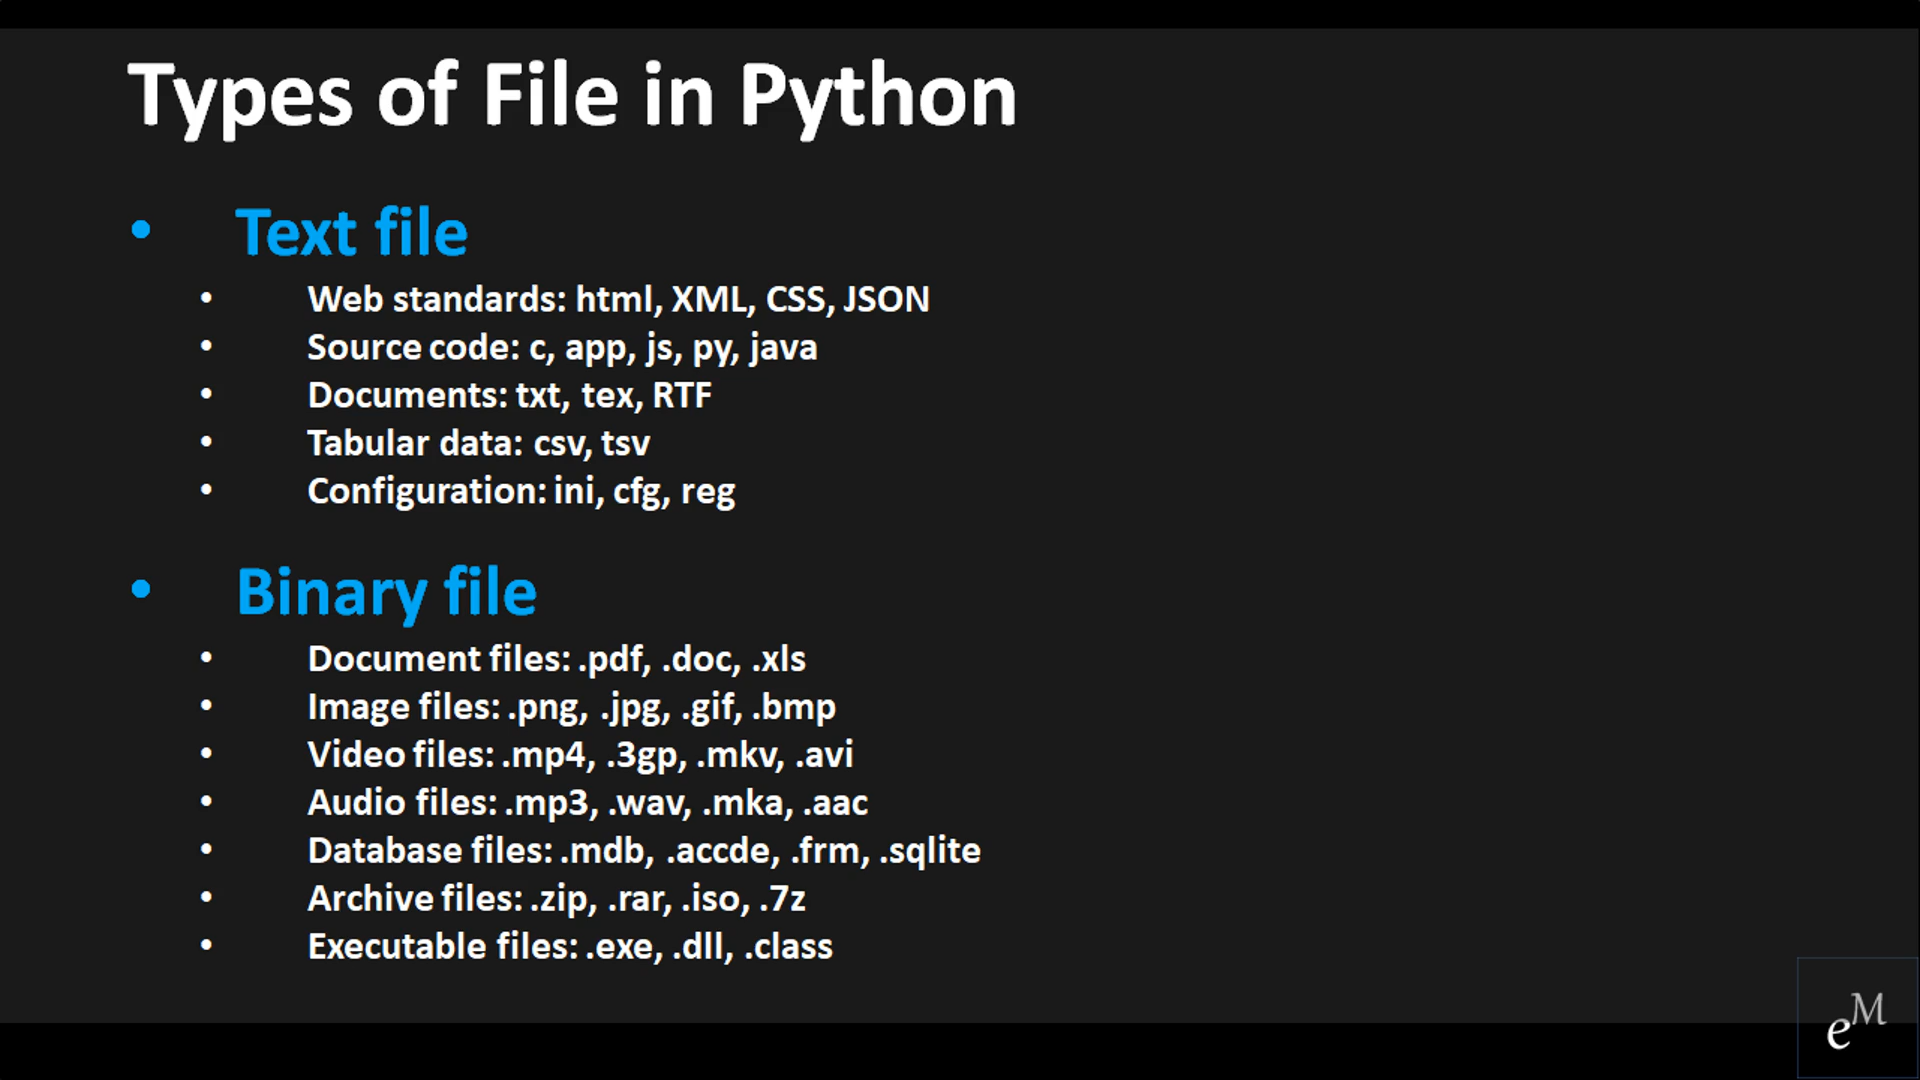 Types of File in Python
• Text file
• Web standards: html, XML, CSS, JSON
• Source code: c, app, js, py, java
• Documents: txt, tex, RTF
• Tabular data: csv, tsv
• Configuration: ini, cfg, reg
• Binary file
• Document files: .pdf, .doc, .xls
• Image files: .png, .jpg, .gif, .bmp
• Video files: .mp4, .3gp, .mkv, .avi
• Audio files: .mp3, .wav, .mka, .aac
• Database files: .mdb, .accde, .frm, .sqlite
• Archive files: .zip, .rar, .iso, .7z
• Executable files: .exe, .dll, .class
eM